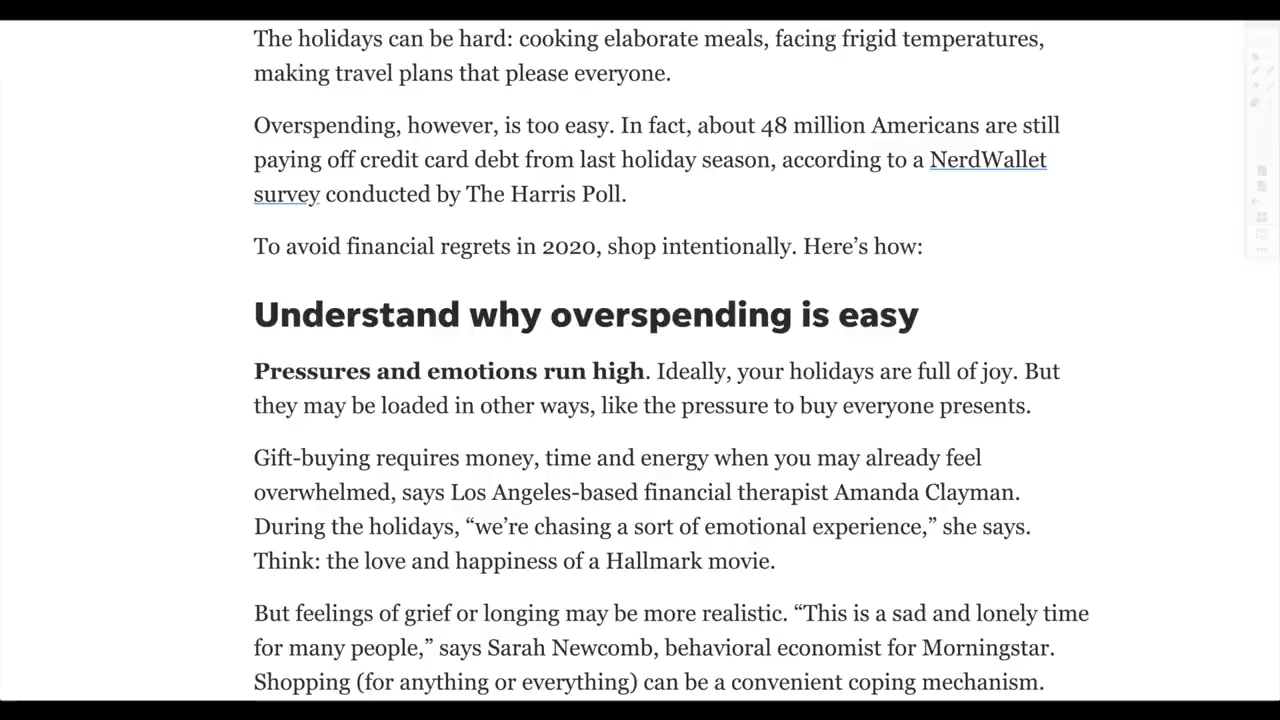 The holidays can be hard: cooking elaborate meals, facing frigid temperatures,
making travel plans that please everyone.
Overspending, however, is too easy. In fact, about 48 million Americans are still
paying off credit card debt from last holiday season, according to a NerdWallet
survey conducted by The Harris Poll.
To avoid financial regrets in 2020, shop intentionally. Here’s how:
Understand why overspending is easy
Pressures and emotions run high. Ideally, your holidays are full of joy. But
they may be loaded in other ways, like the pressure to buy everyone presents.
Gift-buying requires money, time and energy when you may already feel
overwhelmed, says Los Angeles-based financial therapist Amanda Clayman.
During the holidays, “we’re chasing a sort of emotional experience,” she says.
Think: the love and happiness of a Hallmark movie.
But feelings of grief or longing may be more realistic. “This is a sad and lonely time
for many people,” says Sarah Newcomb, behavioral economist for Morningstar.
Shopping (for anything or everything) can be a convenient coping mechanism.